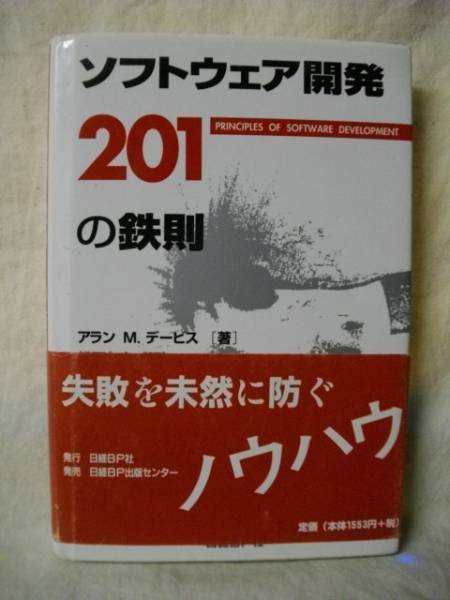 ソフトウェア開発
201
PRINCIPLES OF SOFTWARE DEVELOPMENT
の鉄則
アラン M. デービス [著]
失敗を未然に防ぐ
ノウハウ
発行 日経BP社
発売 日経BP出版センター
定価(本体1553円+税)